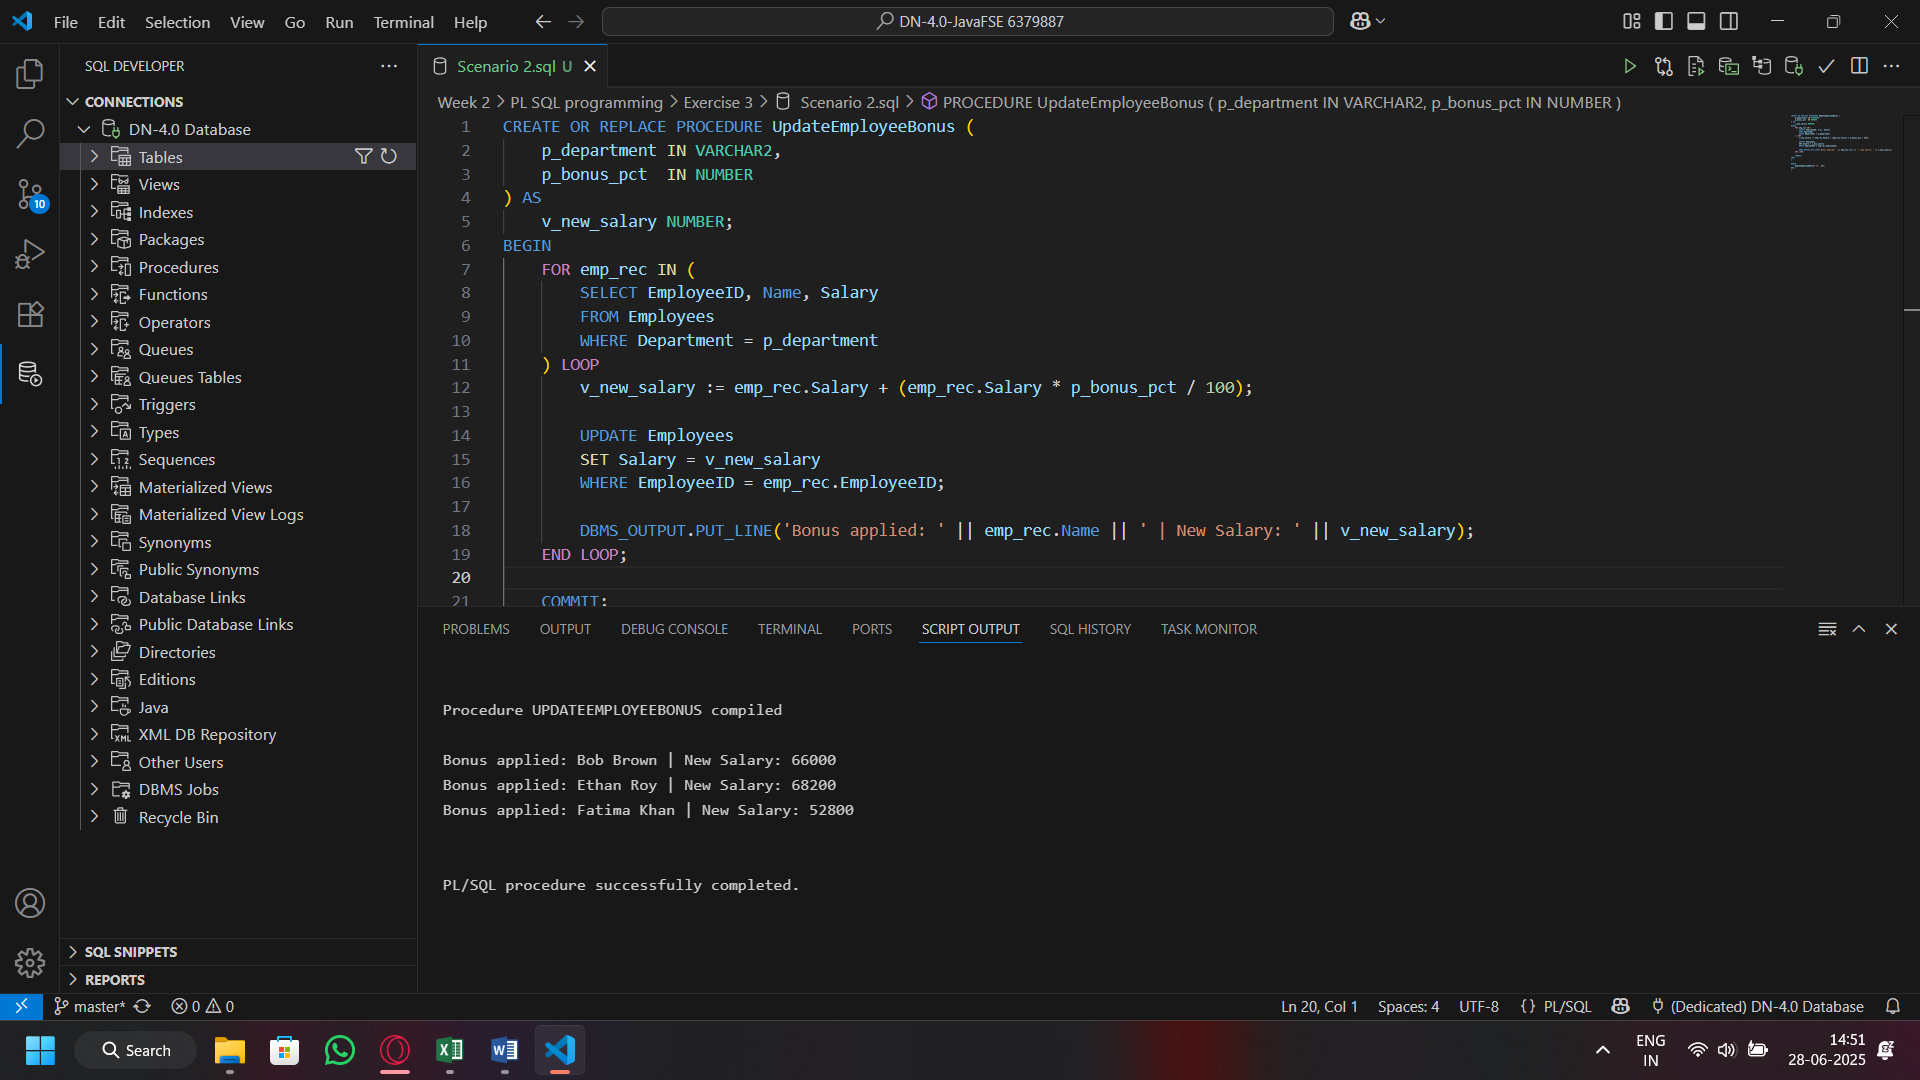 File Edit Selection View Go Run Terminal Help
DN-4.0-JavaFSE 6379887
SQL DEVELOPER
CONNECTIONS
DN-4.0 Database
Tables
Views
Indexes
Packages
Procedures
Functions
Operators
Queues
Queues Tables
Triggers
Types
Sequences
Materialized Views
Materialized View Logs
Synonyms
Public Synonyms
Database Links
Public Database Links
Directories
Editions
Java
XML DB Repository
Other Users
DBMS Jobs
Recycle Bin
SQL SNIPPETS
REPORTS
10
Scenario 2.sql U
Week 2 > PL SQL programming > Exercise 3 > Scenario 2.sql > PROCEDURE UpdateEmployeeBonus ( p_department IN VARCHAR2, p_bonus_pct IN NUMBER )
1 CREATE OR REPLACE PROCEDURE UpdateEmployeeBonus (
2     p_department IN VARCHAR2,
3     p_bonus_pct  IN NUMBER
4 ) AS
5     v_new_salary NUMBER;
6 BEGIN
7     FOR emp_rec IN (
8         SELECT EmployeeID, Name, Salary
9         FROM Employees
10         WHERE Department = p_department
11     ) LOOP
12         v_new_salary := emp_rec.Salary + (emp_rec.Salary * p_bonus_pct / 100);
13
14         UPDATE Employees
15         SET Salary = v_new_salary
16         WHERE EmployeeID = emp_rec.EmployeeID;
17
18         DBMS_OUTPUT.PUT_LINE('Bonus applied: ' || emp_rec.Name || ' | New Salary: ' || v_new_salary);
19     END LOOP;
20
21     COMMIT;
PROBLEMS OUTPUT DEBUG CONSOLE TERMINAL PORTS SCRIPT OUTPUT SQL HISTORY TASK MONITOR
Procedure UPDATEEMPLOYEEBONUS compiled
Bonus applied: Bob Brown | New Salary: 66000
Bonus applied: Ethan Roy | New Salary: 68200
Bonus applied: Fatima Khan | New Salary: 52800
PL/SQL procedure successfully completed.
master* 0 0 Ln 20, Col 1 Spaces: 4 UTF-8 {} PL/SQL (Dedicated) DN-4.0 Database
Search
ENG
IN
14:51
28-06-2025